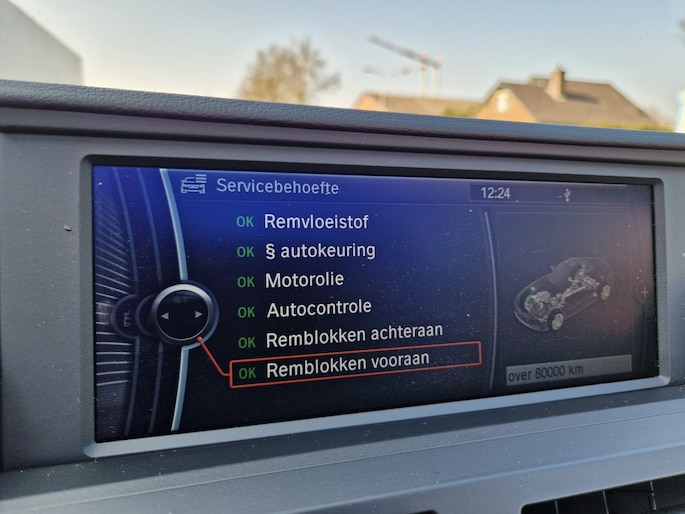 Servicebehoefte
12:24
OK Remvloeistof
OK § autokeuring
OK Motorolie
OK Autocontrole
OK Remblokken achteraan
OK Remblokken vooraan
over 80000 km